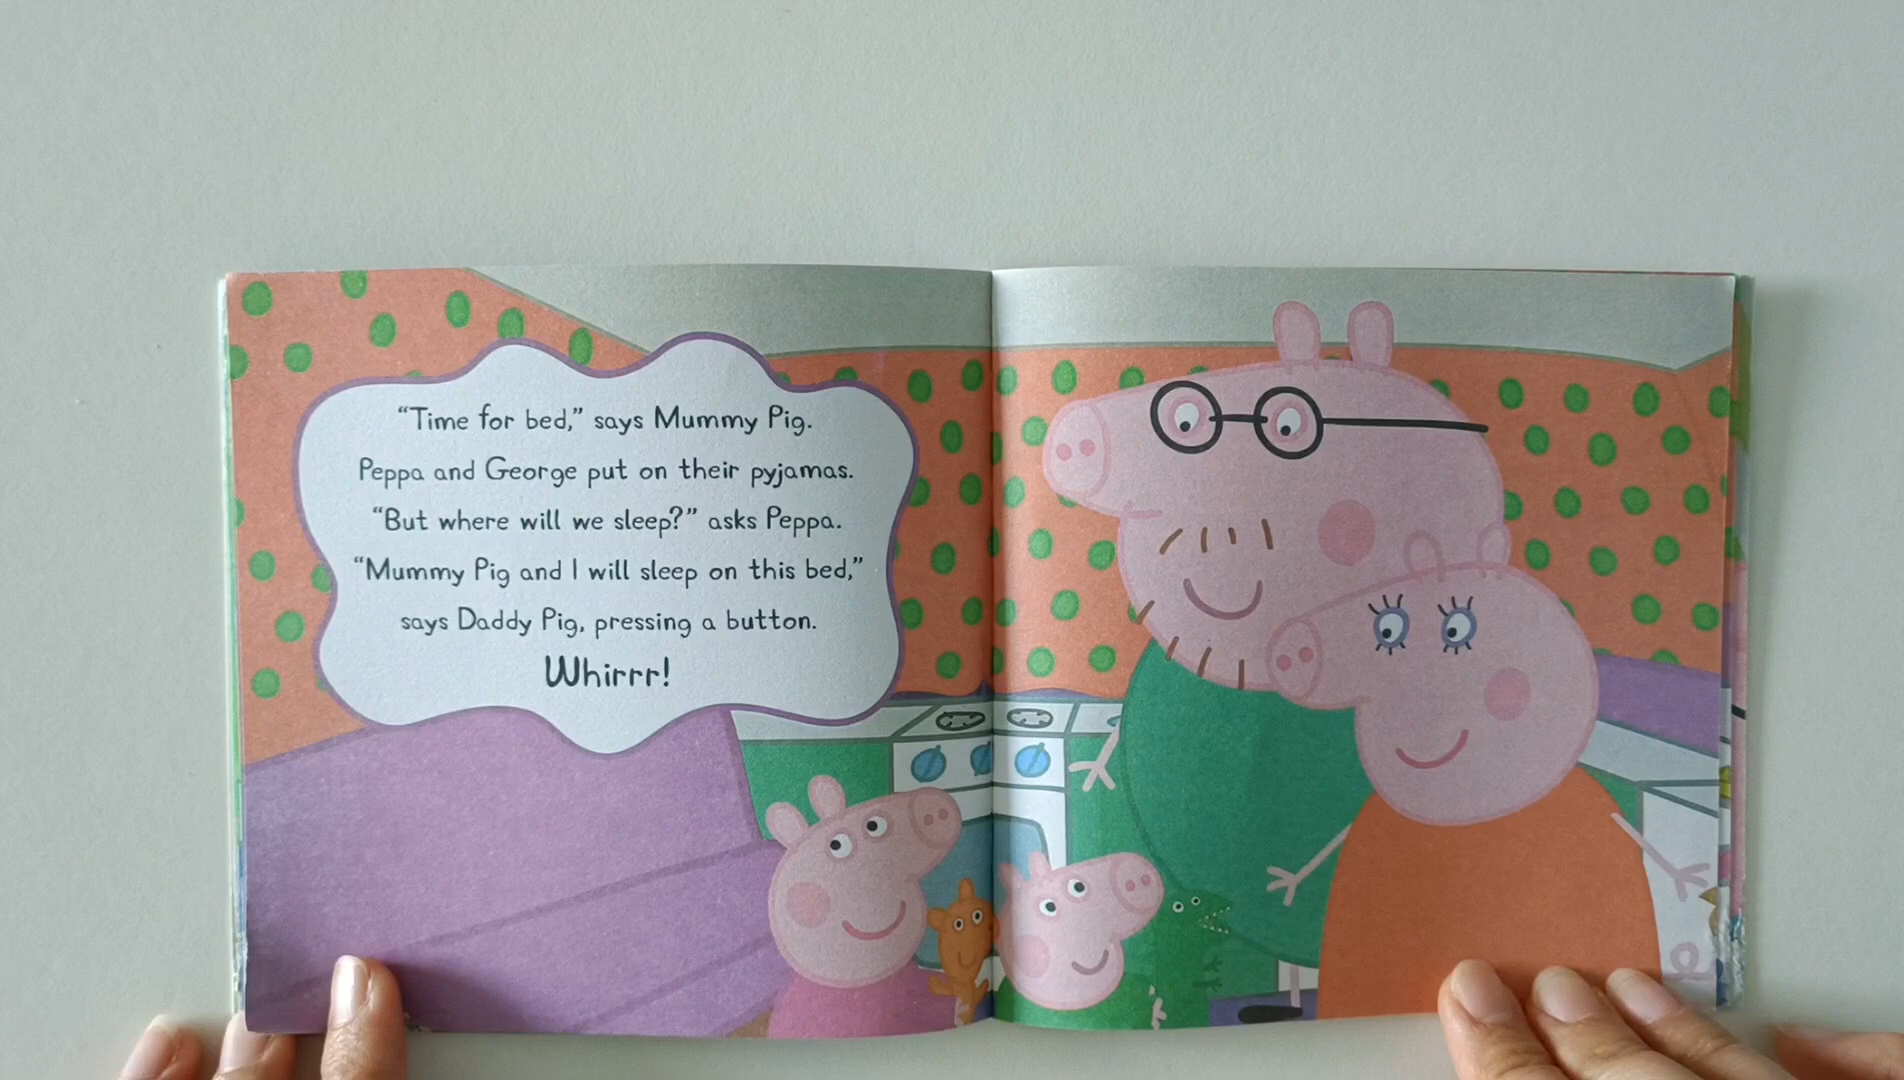 “Time for bed,” says Mummy Pig.
Peppa and George put on their pyjamas.
“But where will we sleep?” asks Peppa.
“Mummy Pig and I will sleep on this bed,”
says Daddy Pig, pressing a button.
Whirrr!